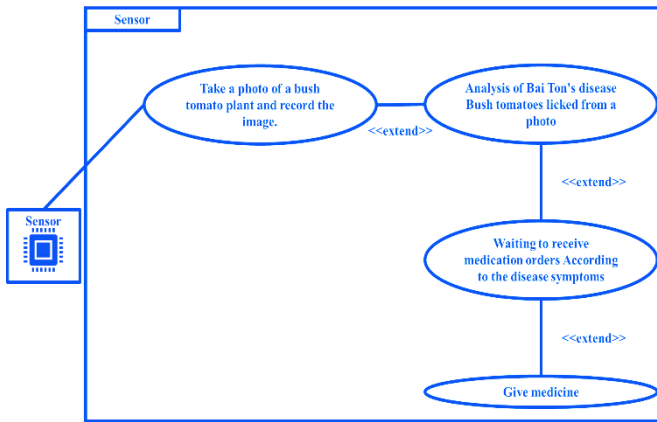 Sensor
Take a photo of a bush
tomato plant and record the
image.
Analysis of Bai Ton's disease
Bush tomatoes licked from a
photo
<<extend>>
<<extend>>
Sensor
Waiting to receive
medication orders According
to the disease symptoms
<<extend>>
Give medicine